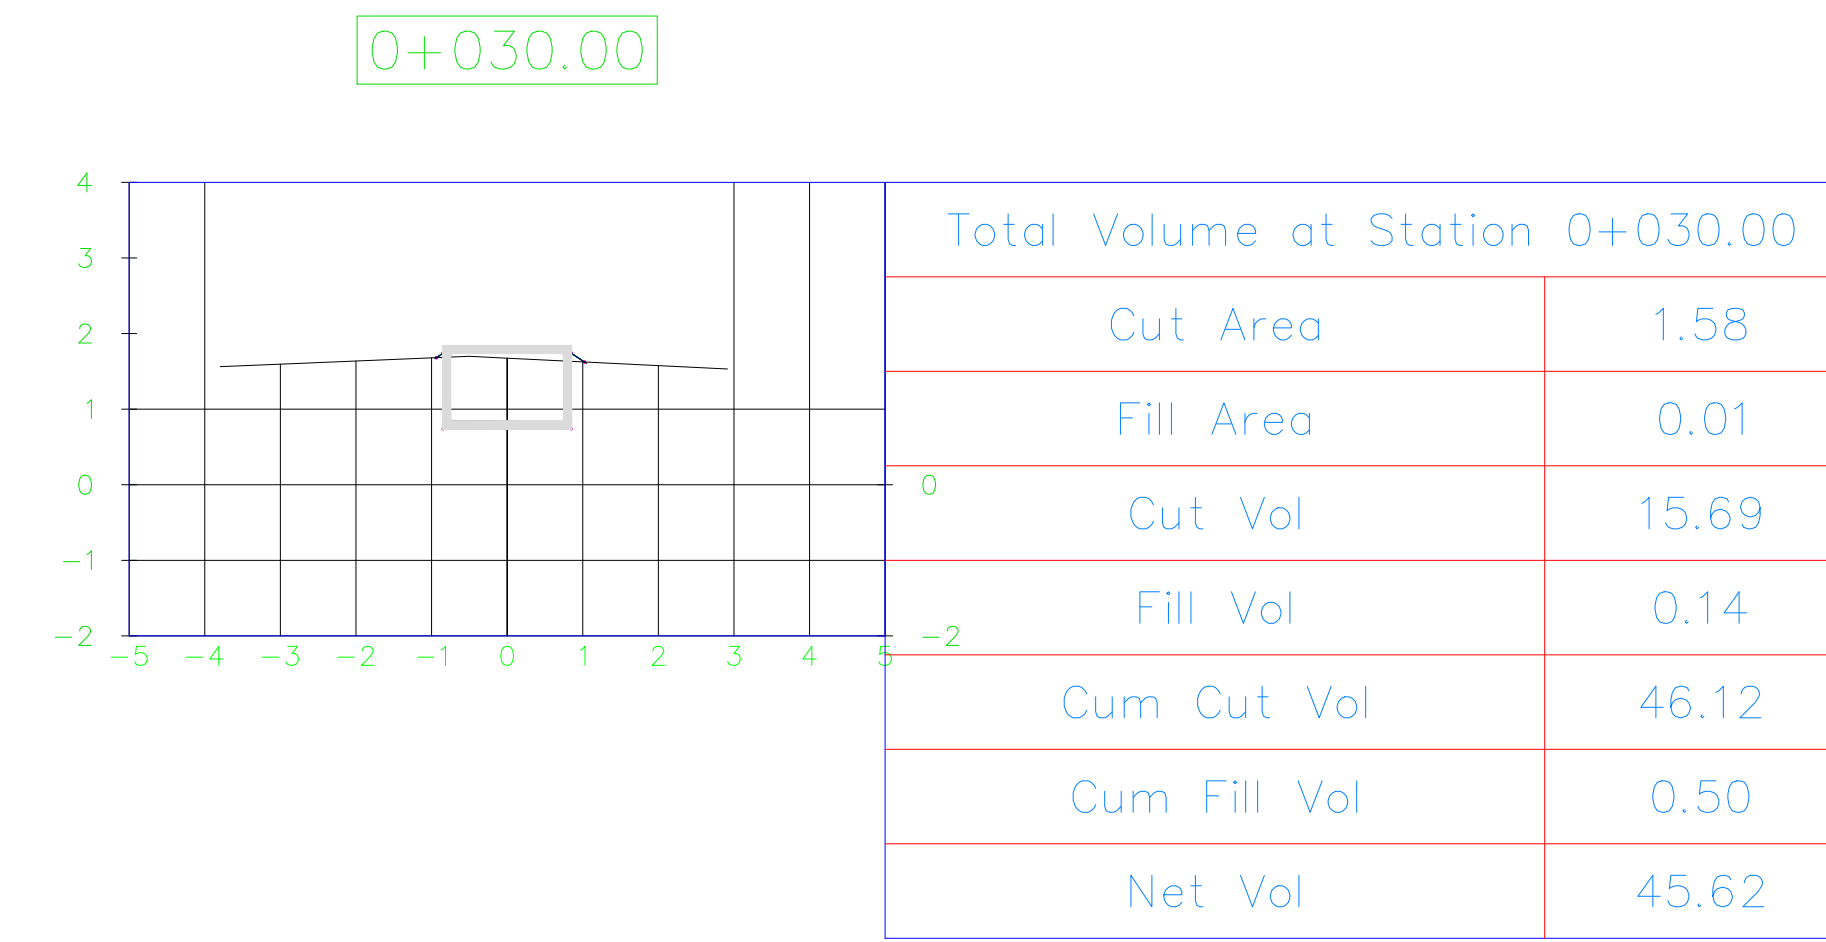 0+030.00
4
3
2
1
0
-1
-2
0
-2
-5 -4 -3 -2 -1 0 1 2 3 4 5
Total Volume at Station 0+030.00
Cut Area 1.58
Fill Area 0.01
Cut Vol 15.69
Fill Vol 0.14
Cum Cut Vol 46.12
Cum Fill Vol 0.50
Net Vol 45.62